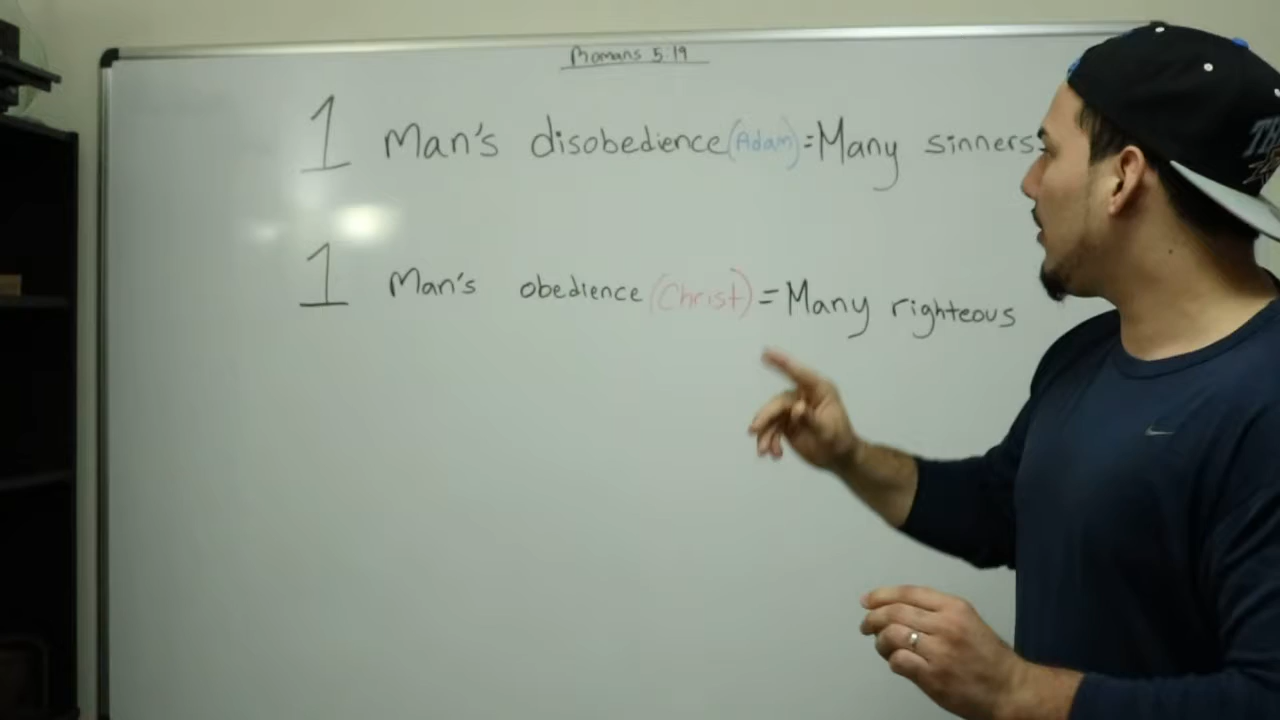 Romans 5:19
1 Man's disobedience (Adam) = Many sinners
1 Man's obedience (Christ) = Many righteous